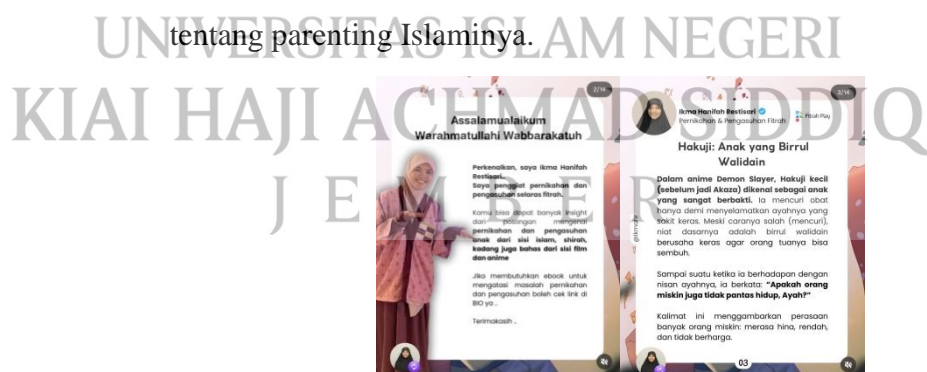 tentang parenting Islaminya.
UNIVERSITAS ISLAM NEGERI
KIAI HAJI ACHMAD SIDDIQ
J E M B E R
2/14
Assalamualaikum
Warahmatullahi Wabbarakatuh
Perkenalkan, saya Ikma Hanifah
Restisari..
Saya penggiat pernikahan dan
pengasuhan selaras fitrah.
Kamu bisa dapat banyak insight
dari postingan mengenai
pernikahan dan pengasuhan
anak dari sisi islam, shirah,
kadang juga bahas dari sisi film
dan anime
Jika membutuhkan ebook untuk
mengatasi masalah pernikahan
dan pengasuhan boleh cek link di
BIO ya ..
Terimakasih ..
3/14
Ikma Hanifah Restisari
Pernikahan & Pengasuhan Fitrah
Fitrah Play
Hakuji: Anak yang Birrul
Walidain
Dalam anime Demon Slayer, Hakuji kecil
(sebelum jadi Akaza) dikenal sebagai anak
yang sangat berbakti. Ia mencuri obat
hanya demi menyelamatkan ayahnya yang
sakit keras. Meski caranya salah (mencuri),
niat dasarnya adalah birrul walidain
berusaha keras agar orang tuanya bisa
sembuh.
Sampai suatu ketika ia berhadapan dengan
nisan ayahnya, ia berkata: “Apakah orang
miskin juga tidak pantas hidup, Ayah?”
Kalimat ini menggambarkan perasaan
banyak orang miskin: merasa hina, rendah,
dan tidak berharga.
03